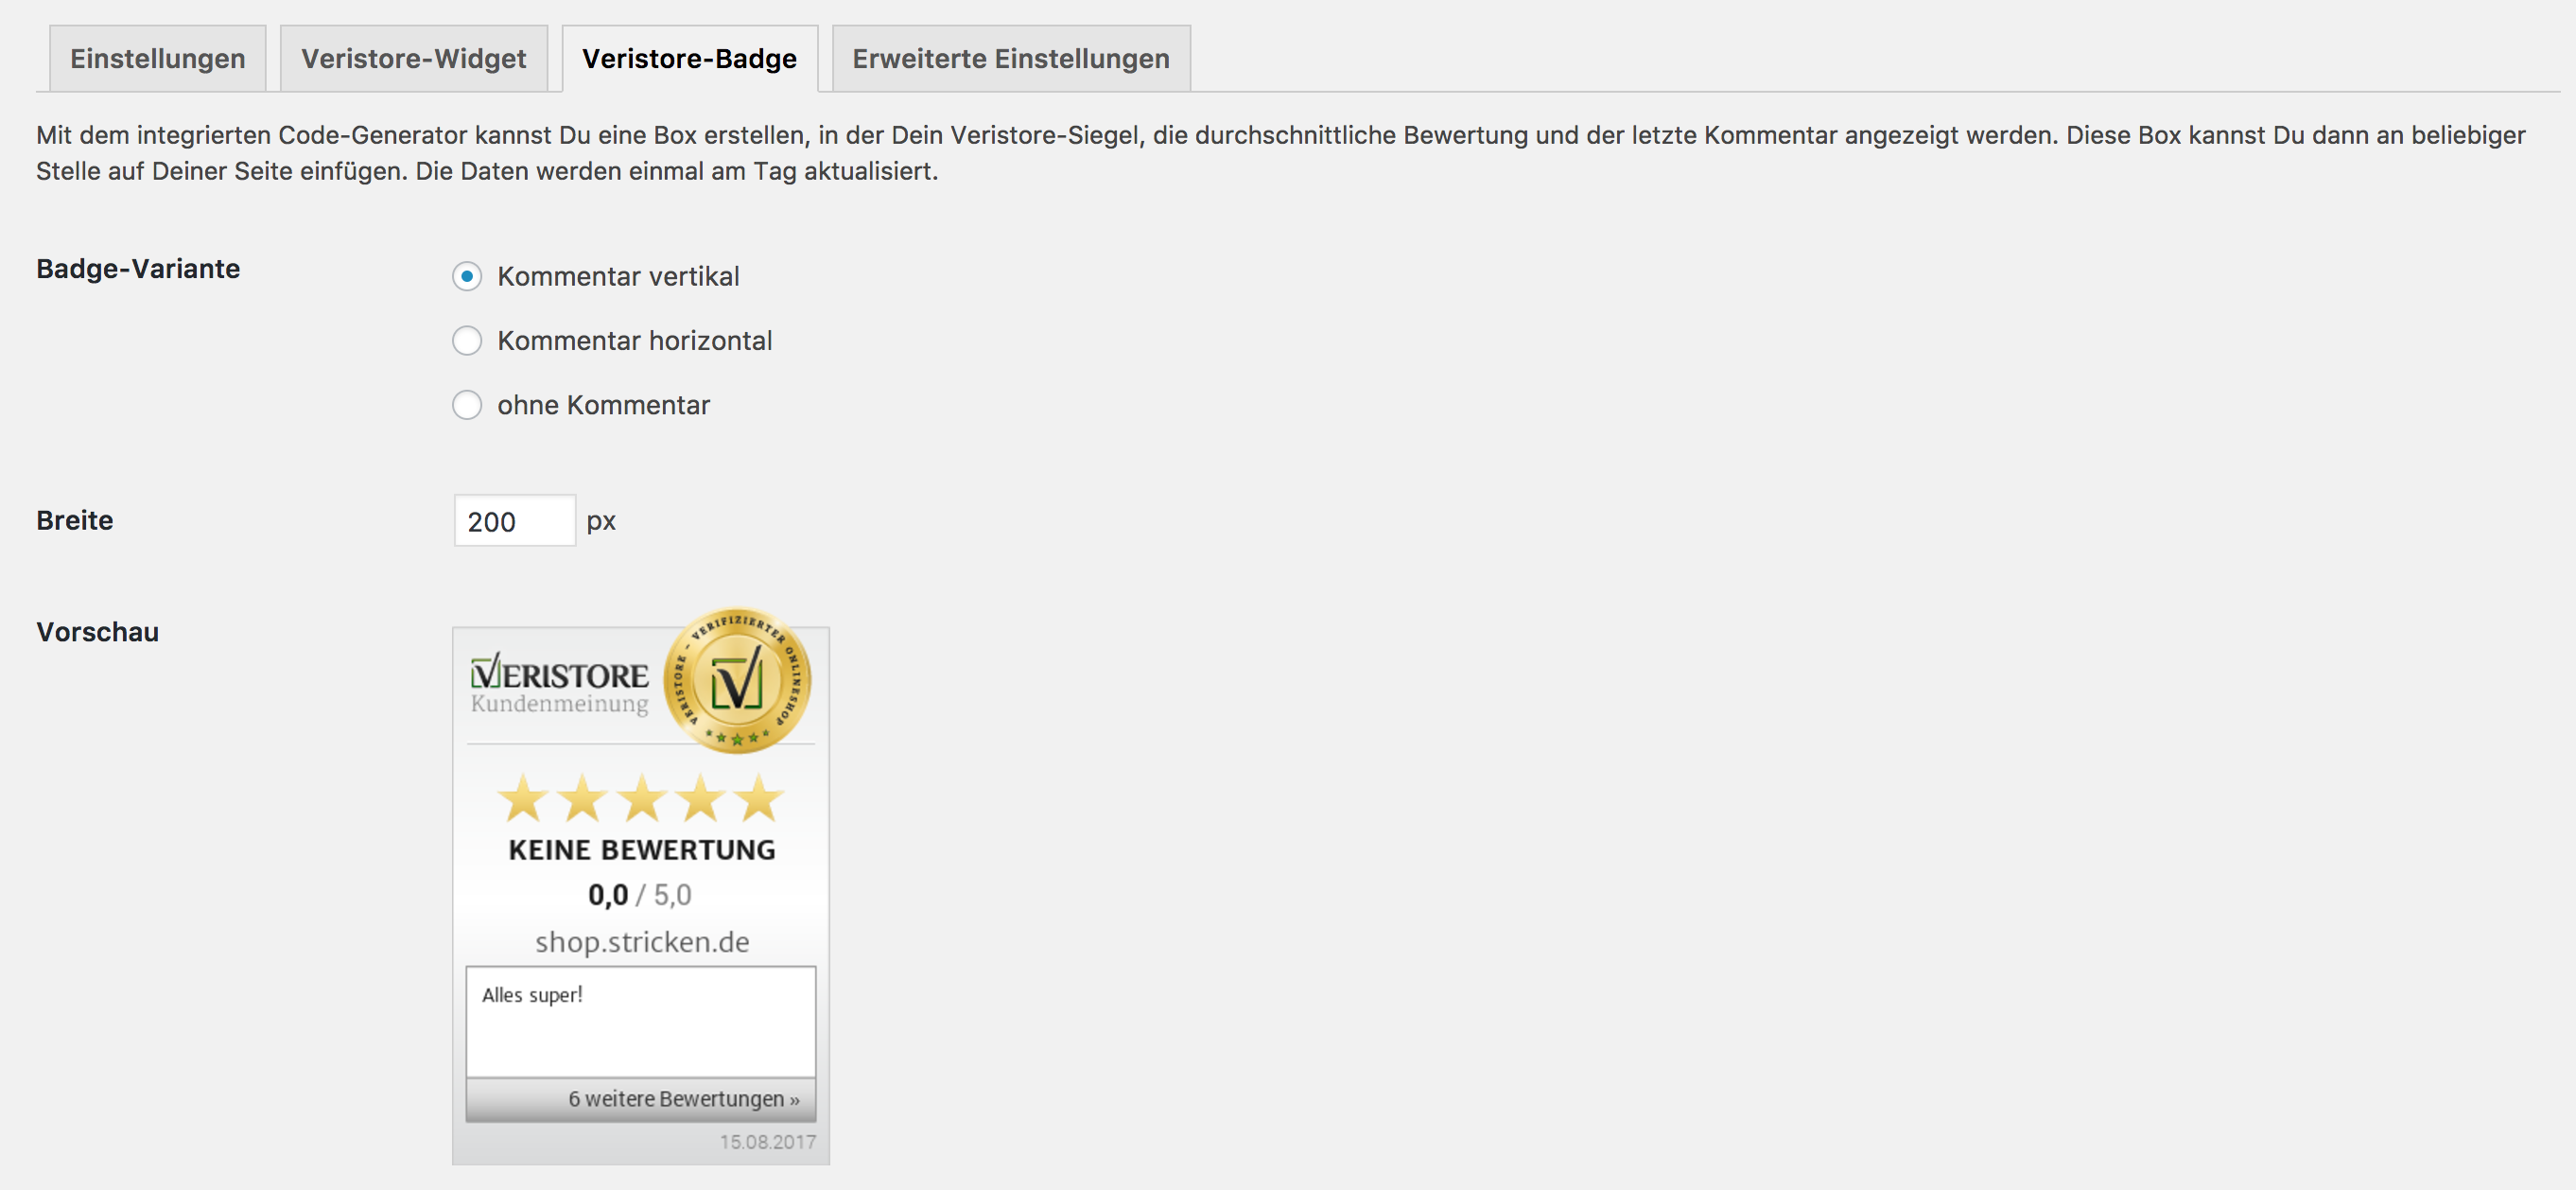 Einstellungen Veristore-Widget Veristore-Badge Erweiterte Einstellungen
Mit dem integrierten Code-Generator kannst Du eine Box erstellen, in der Dein Veristore-Siegel, die durchschnittliche Bewertung und der letzte Kommentar angezeigt werden. Diese Box kannst Du dann an beliebiger
Stelle auf Deiner Seite einfügen. Die Daten werden einmal am Tag aktualisiert.
Badge-Variante
Kommentar vertikal
Kommentar horizontal
ohne Kommentar
Breite 200 px
Vorschau
VERISTORE
Kundenmeinung
VERISTORE - VERIFIZIERTER ONLINESHOP
KEINE BEWERTUNG
0,0 / 5,0
shop.stricken.de
Alles super!
6 weitere Bewertungen »
15.08.2017